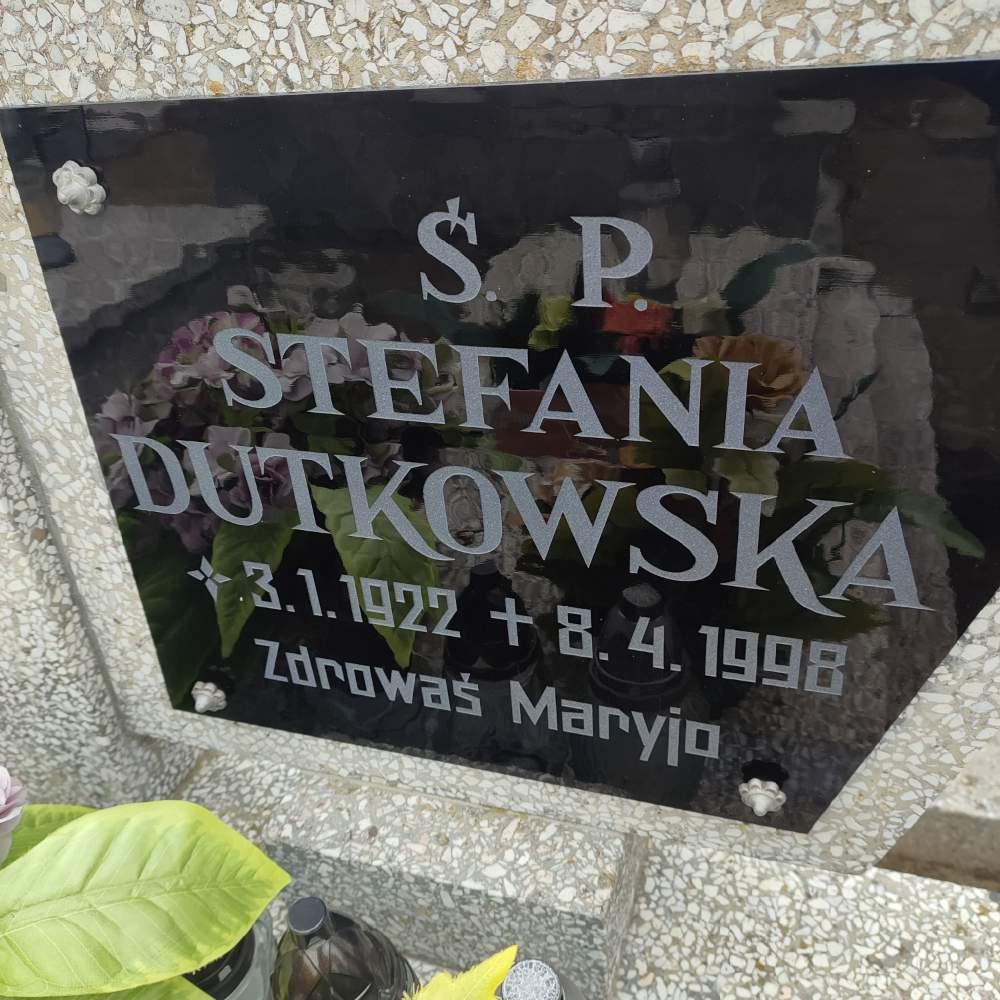 Ś. P.
STEFANIA
DUTKOWSKA
3.1.1922 + 8.4.1998
Zdrowaś Maryjo